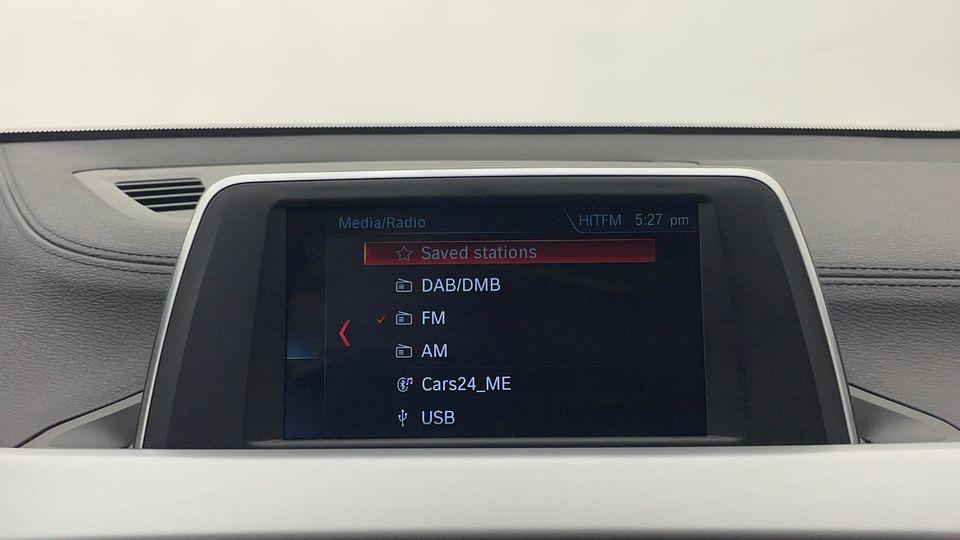 Media/Radio HITFM 5:27 pm
Saved stations
DAB/DMB
FM
AM
Cars24_ME
USB